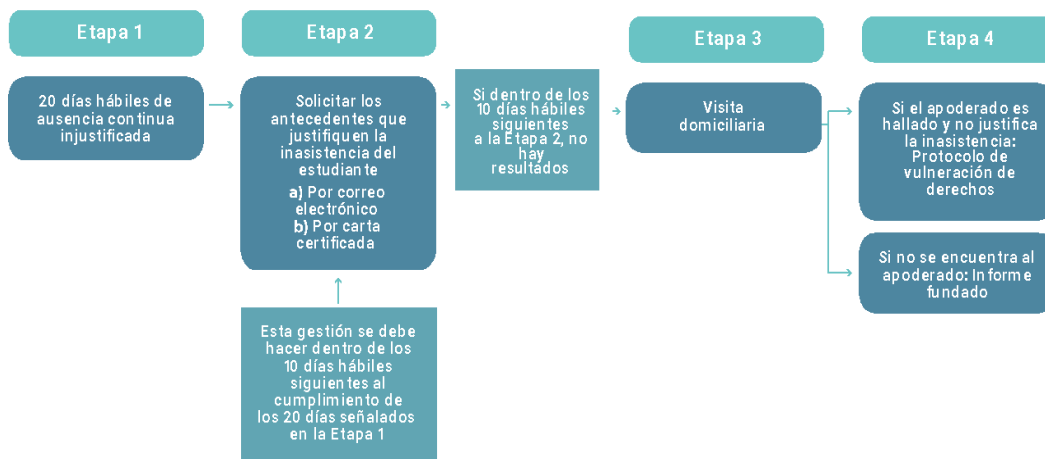 Etapa 1
20 días hábiles de
ausencia continua
injustificada
Etapa 2
Solicitar los
antecedentes que
justifiquen la
inasistencia del
estudiante
a) Por correo
electrónico
b) Por carta
certificada
Esta gestión se debe
hacer dentro de los
10 días hábiles
siguientes al
cumplimiento de
los 20 días señalados
en la Etapa 1
Si dentro de los
10 días hábiles
siguientes
a la Etapa 2, no
hay
resultados
Etapa 3
Visita
domiciliaria
Etapa 4
Si el apoderado es
hallado y no justifica
la inasistencia:
Protocolo de
vulneración de
derechos
Si no se encuentra al
apoderado: Informe
fundado